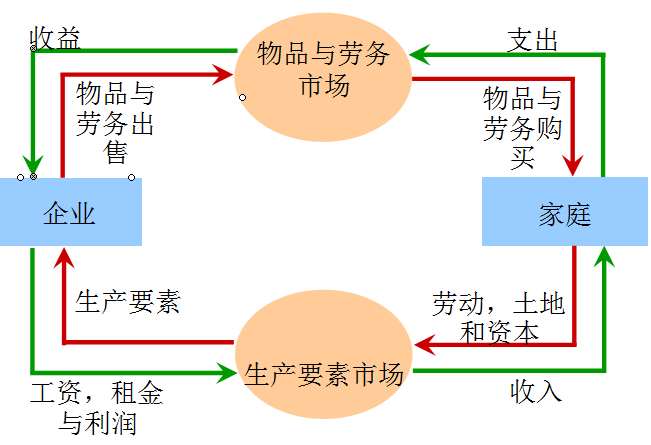 收益
物品与劳务
市场
支出
物品与
劳务出
售
物品与
劳务购
买
企业
家庭
生产要素
劳动，土地
和资本
生产要素市场
工资，租金
与利润
收入